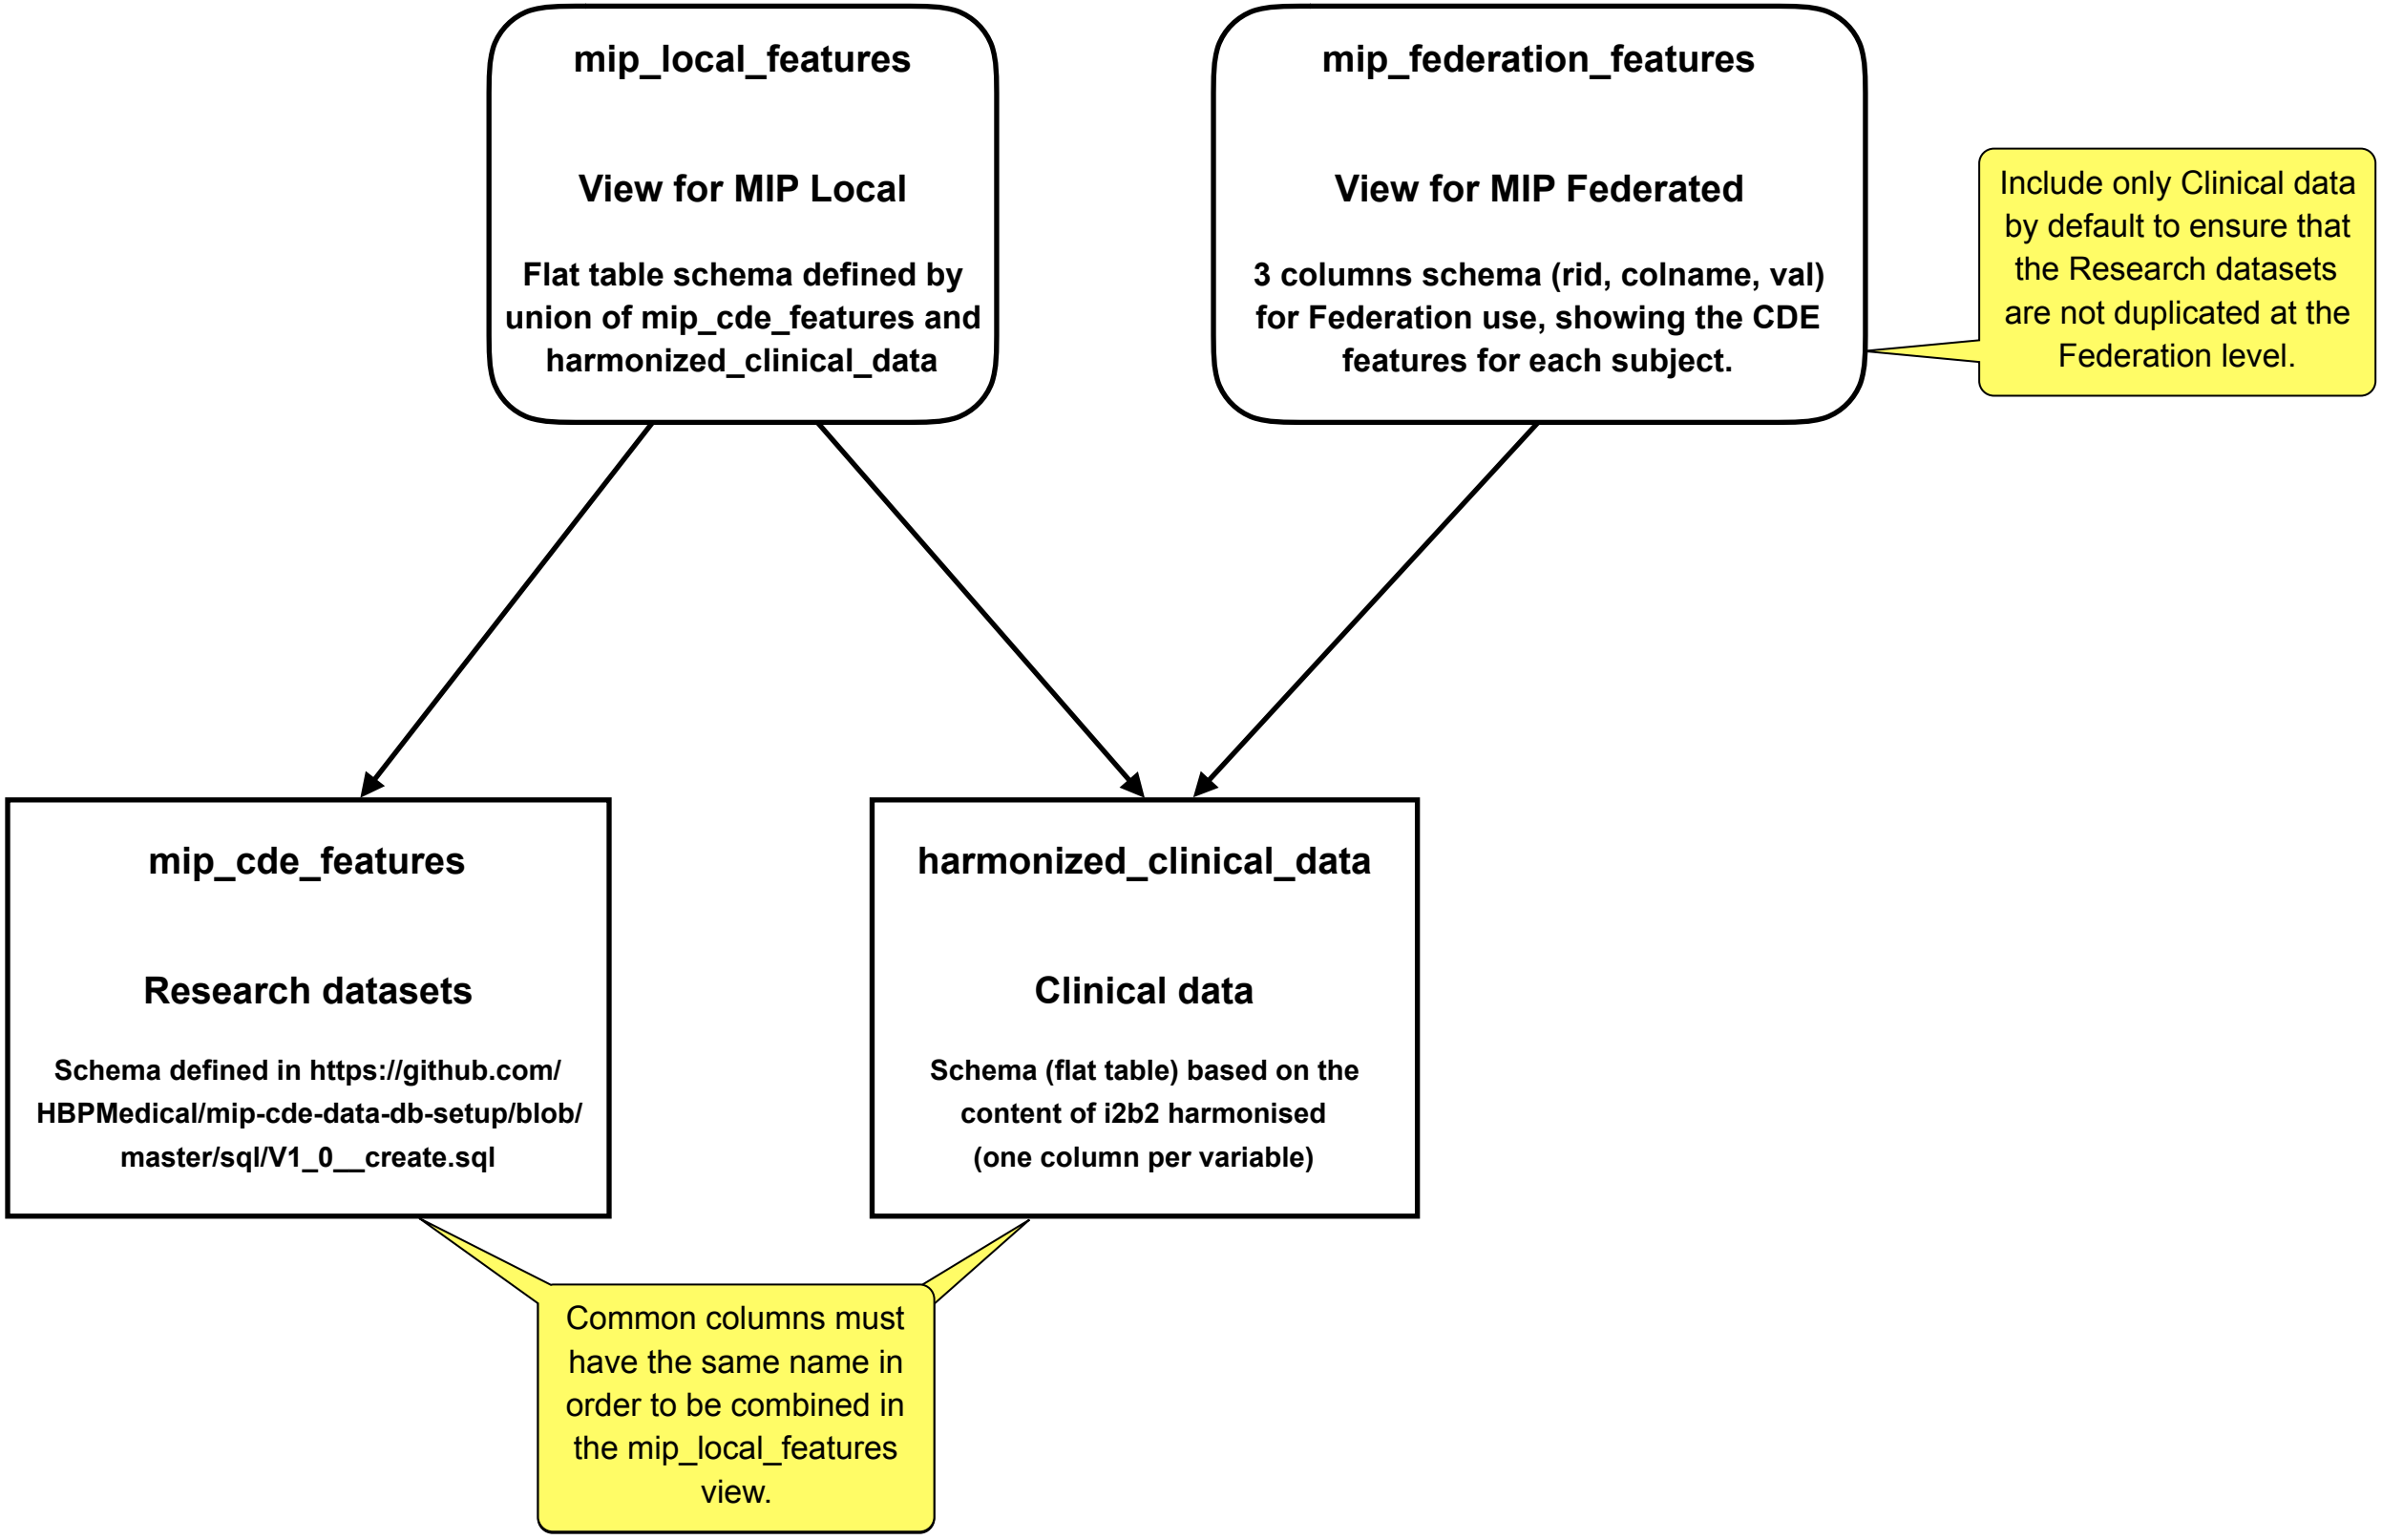 mip_local_features
View for MIP Local
Flat table schema defined by
union of mip_cde_features and
harmonized_clinical_data
mip_federation_features
View for MIP Federated
3 columns schema (rid, colname, val)
for Federation use, showing the CDE
features for each subject.
Include only Clinical data
by default to ensure that
the Research datasets
are not duplicated at the
Federation level.
mip_cde_features
Research datasets
Schema defined in https://github.com/
HBPMedical/mip-cde-data-db-setup/blob/
master/sql/V1_0__create.sql
harmonized_clinical_data
Clinical data
Schema (flat table) based on the
content of i2b2 harmonised
(one column per variable)
Common columns must
have the same name in
order to be combined in
the mip_local_features
view.